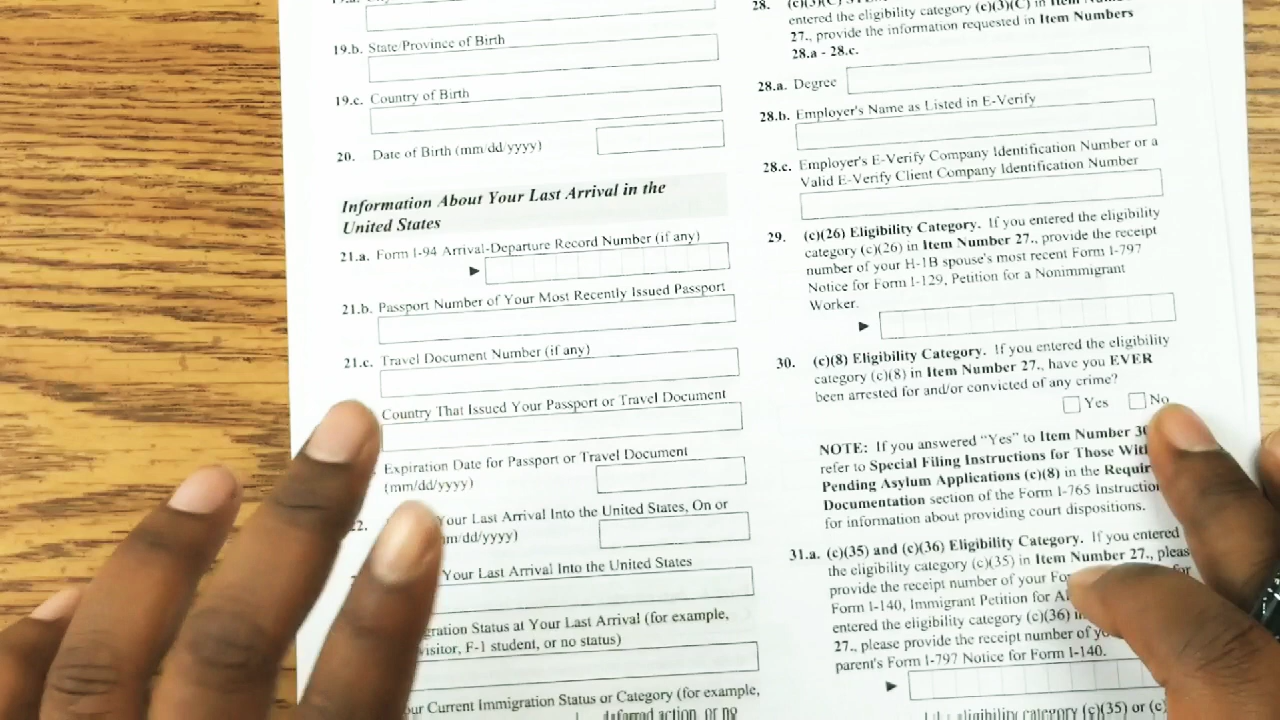 19.b. State/Province of Birth
19.c. Country of Birth
20. Date of Birth (mm/dd/yyyy)
Information About Your Last Arrival in the
United States
21.a. Form I-94 Arrival-Departure Record Number (if any)
21.b. Passport Number of Your Most Recently Issued Passport
21.c. Travel Document Number (if any)
Country That Issued Your Passport or Travel Document
Expiration Date for Passport or Travel Document
(mm/dd/yyyy)
22. Your Last Arrival Into the United States, On or
Your Last Arrival Into the United States
Status at Your Last Arrival (for example,
visitor, F-1 student, or no status)
Current Immigration Status or Category (for example,
deferred action, or no
28.
entered the eligibility category (c)(3)(C) in Item Numbe
27., provide the information requested in Item Numbers
28.a - 28.c.
28.a. Degree
28.b. Employer's Name as Listed in E-Verify
28.c. Employer's E-Verify Company Identification Number or a
Valid E-Verify Client Company Identification Number
29. (c)(26) Eligibility Category. If you entered the eligibility
category (c)(26) in Item Number 27., provide the receipt
number of your H-1B spouse's most recent Form I-797
Notice for Form I-129, Petition for a Nonimmigrant
Worker.
30. (c)(8) Eligibility Category. If you entered the eligibility
category (c)(8) in Item Number 27., have you EVER
been arrested for and/or convicted of any crime?
Yes No
NOTE: If you answered “Yes” to Item Number 30
refer to Special Filing Instructions for Those With
Pending Asylum Applications (c)(8) in the Requir
Documentation section of the Form I-765 Instruction
for information about providing court dispositions.
31.a. (c)(35) and (c)(36) Eligibility Category. If you entered
the eligibility category (c)(35) in Item Number 27., pleas
provide the receipt number of your For for
Form I-140, Immigrant Petition for Al
entered the eligibility category (c)(36) in
27., please provide the receipt number of yo
parent's Form I-797 Notice for Form I-140.
eligibility category (c)(35) or (c)